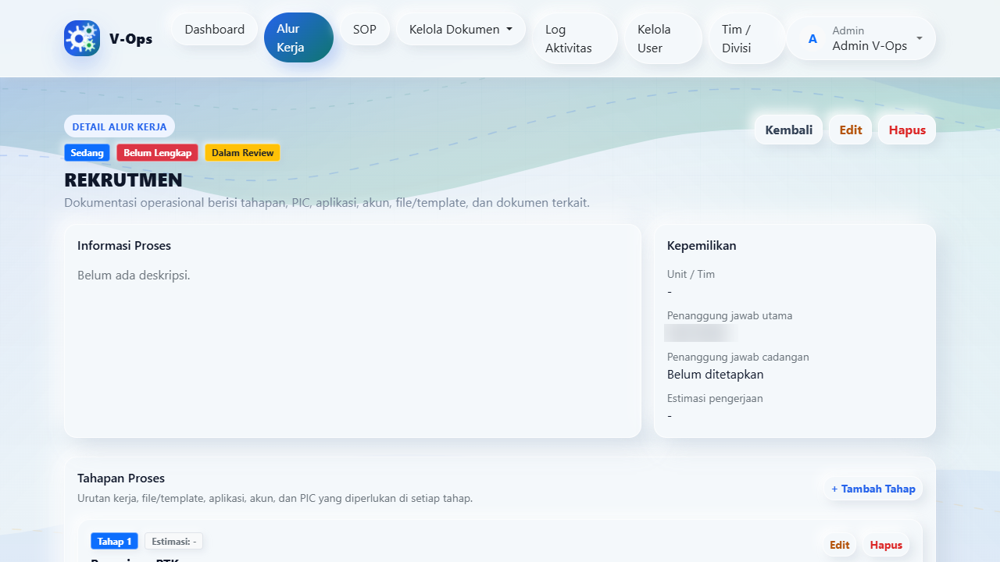 V-Ops
Dashboard
Alur Kerja
SOP
Kelola Dokumen
Log Aktivitas
Kelola User
Tim / Divisi
A
Admin
Admin V-Ops
DETAIL ALUR KERJA
Kembali
Edit
Hapus
Sedang
Belum Lengkap
Dalam Review
REKRUTMEN
Dokumentasi operasional berisi tahapan, PIC, aplikasi, akun, file/template, dan dokumen terkait.
Informasi Proses
Belum ada deskripsi.
Kepemilikan
Unit / Tim
-
Penanggung jawab utama
Penanggung jawab cadangan
Belum ditetapkan
Estimasi pengerjaan
-
Tahapan Proses
Urutan kerja, file/template, aplikasi, akun, dan PIC yang diperlukan di setiap tahap.
+ Tambah Tahap
Tahap 1
Estimasi: -
Edit
Hapus